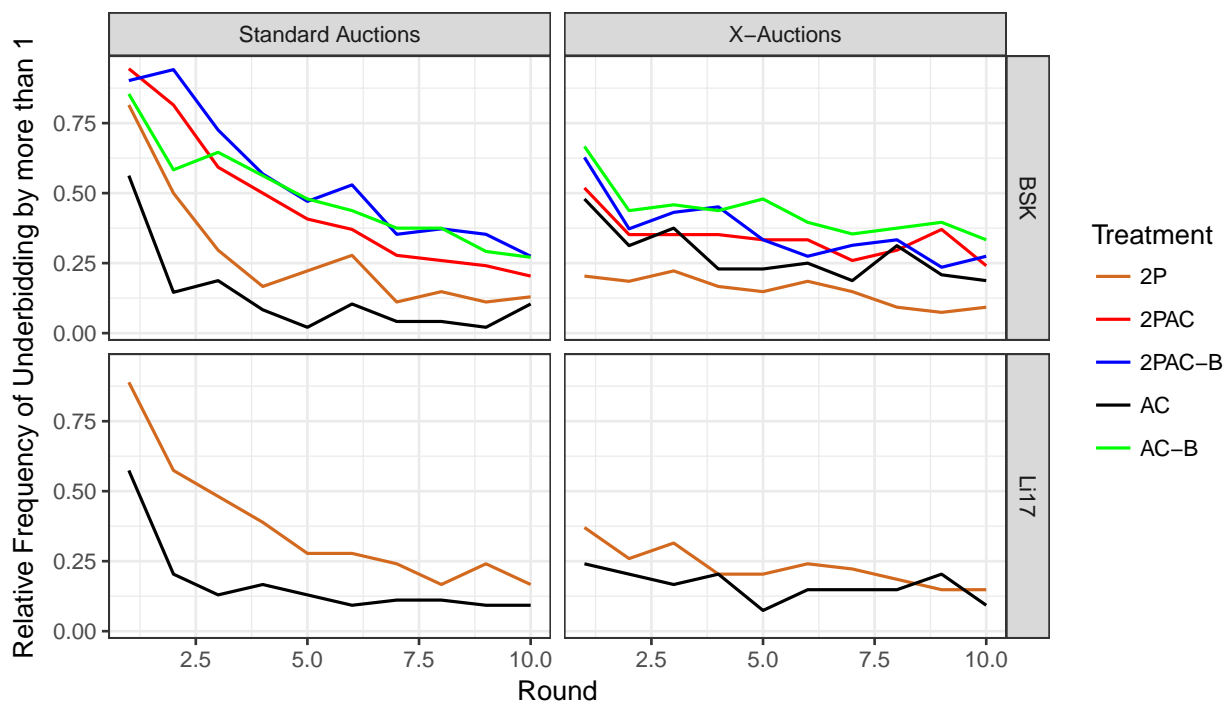 Standard Auctions
X−Auctions
Relative Frequency of Underbidding by more than 1
0.75
0.50
0.25
0.00
BSK
0.75
0.50
0.25
0.00
Li17
2.5
5.0
7.5
10.0
2.5
5.0
7.5
10.0
Round
Treatment
2P
2PAC
2PAC−B
AC
AC−B